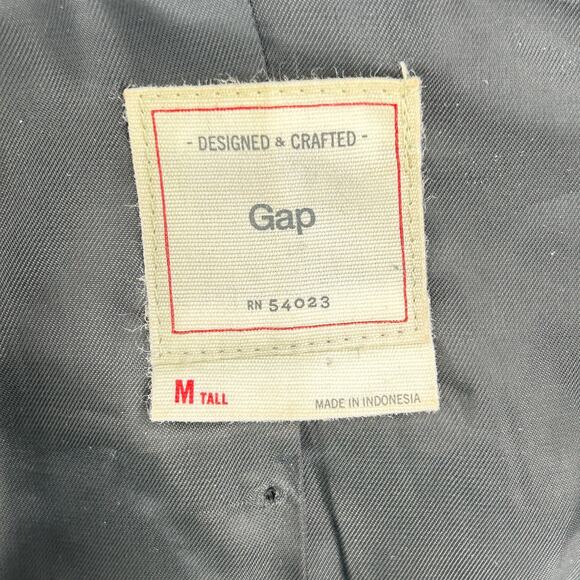 - DESIGNED & CRAFTED -
Gap
RN 54023
M TALL
MADE IN INDONESIA